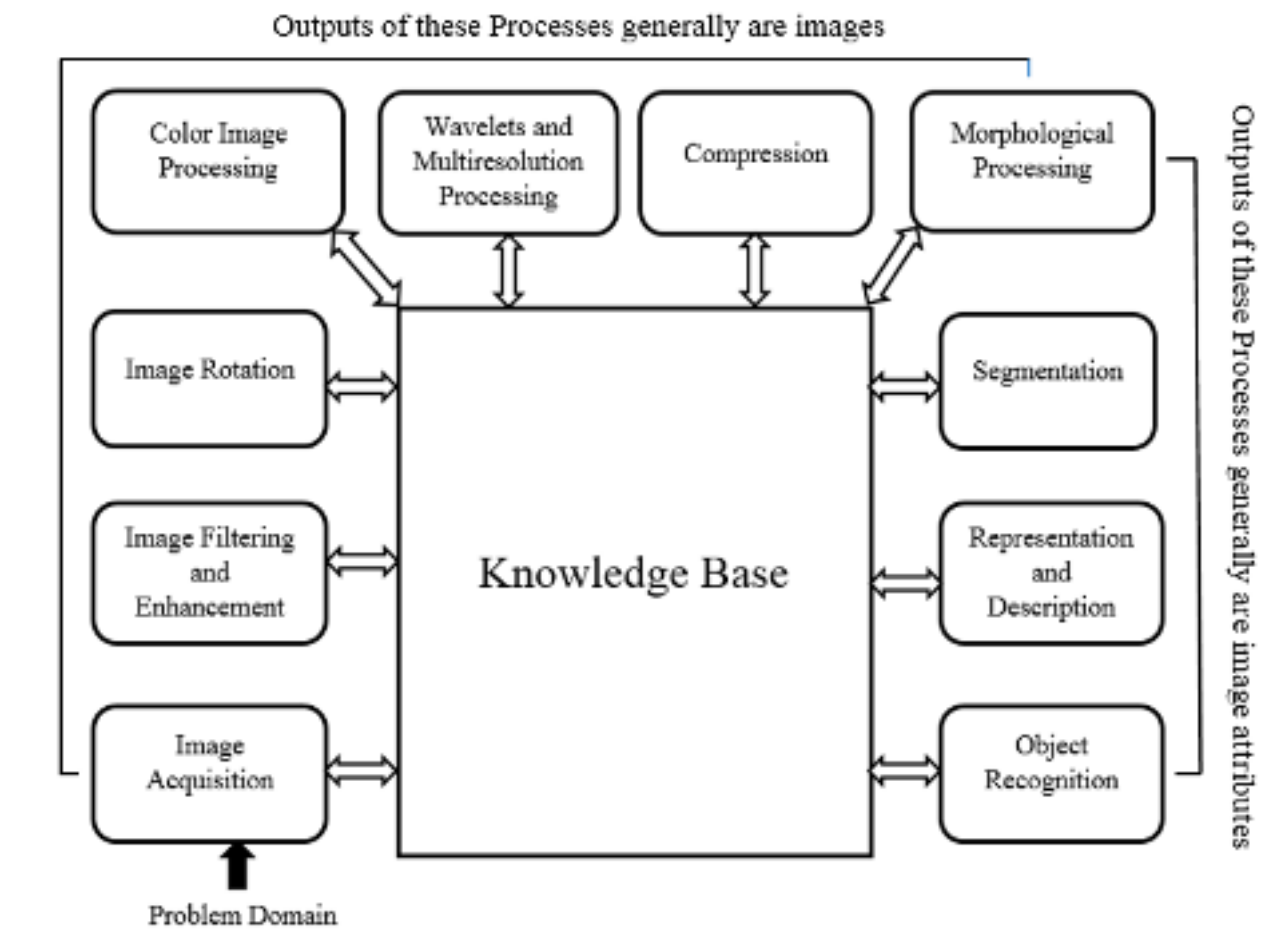 Outputs of these Processes generally are images
Color Image
Processing
Wavelets and
Multiresolution
Processing
Compression
Morphological
Processing
Image Rotation
Segmentation
Image Filtering
and
Enhancement
Knowledge Base
Representation
and
Description
Image
Acquisition
Object
Recognition
Problem Domain
Outputs of these Processes generally are image attributes